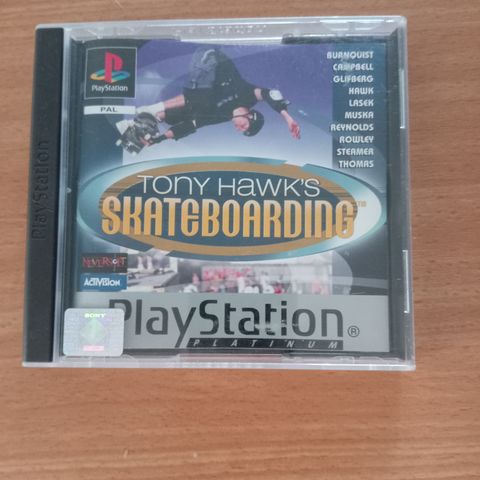 PlayStation
PlayStation
PAL
BURNQUIST
CAMPBELL
GLIFBERG
HAWK
LASEK
MUSKA
REYNOLDS
ROWLEY
STEAMER
THOMAS
TONY HAWK'S
SKATEBOARDING™
NEVERSOFT
ACTIVISION
PlayStation®
PLATINUM
SONY